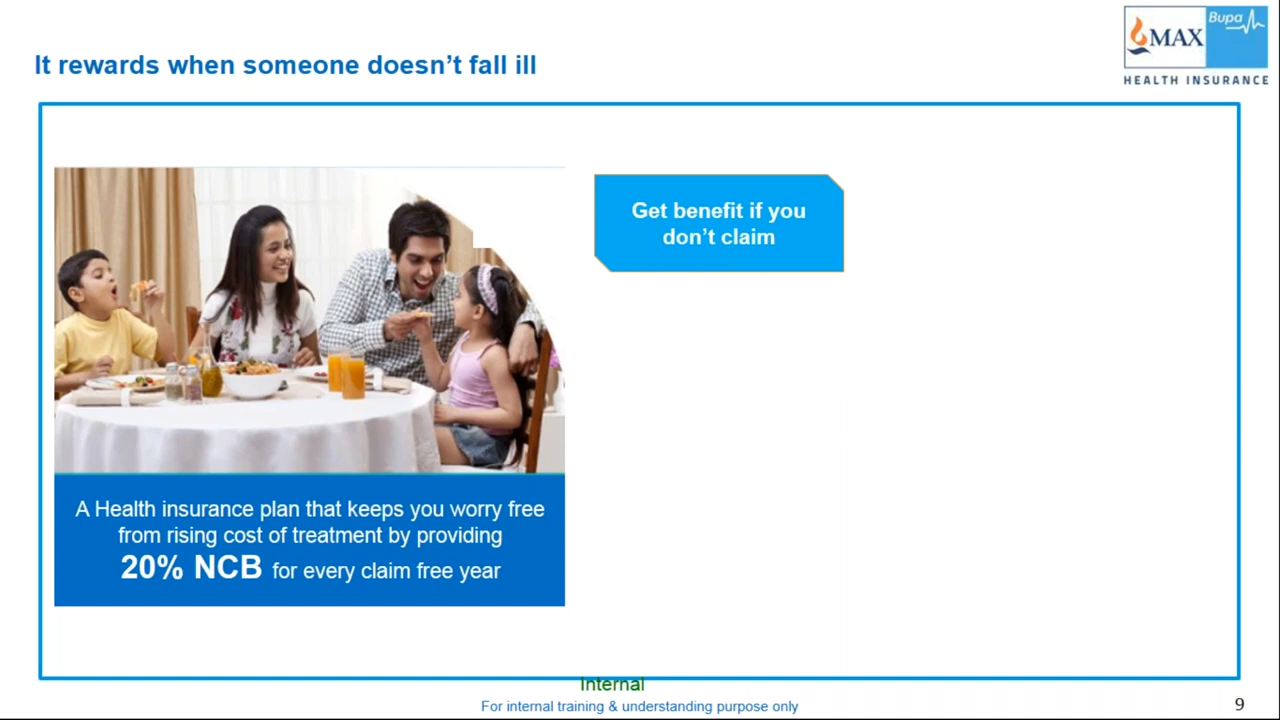 MAX
Bupa
HEALTH INSURANCE
It rewards when someone doesn’t fall ill
Get benefit if you
don’t claim
A Health insurance plan that keeps you worry free
from rising cost of treatment by providing
20% NCB for every claim free year
Internal
For internal training & understanding purpose only
9